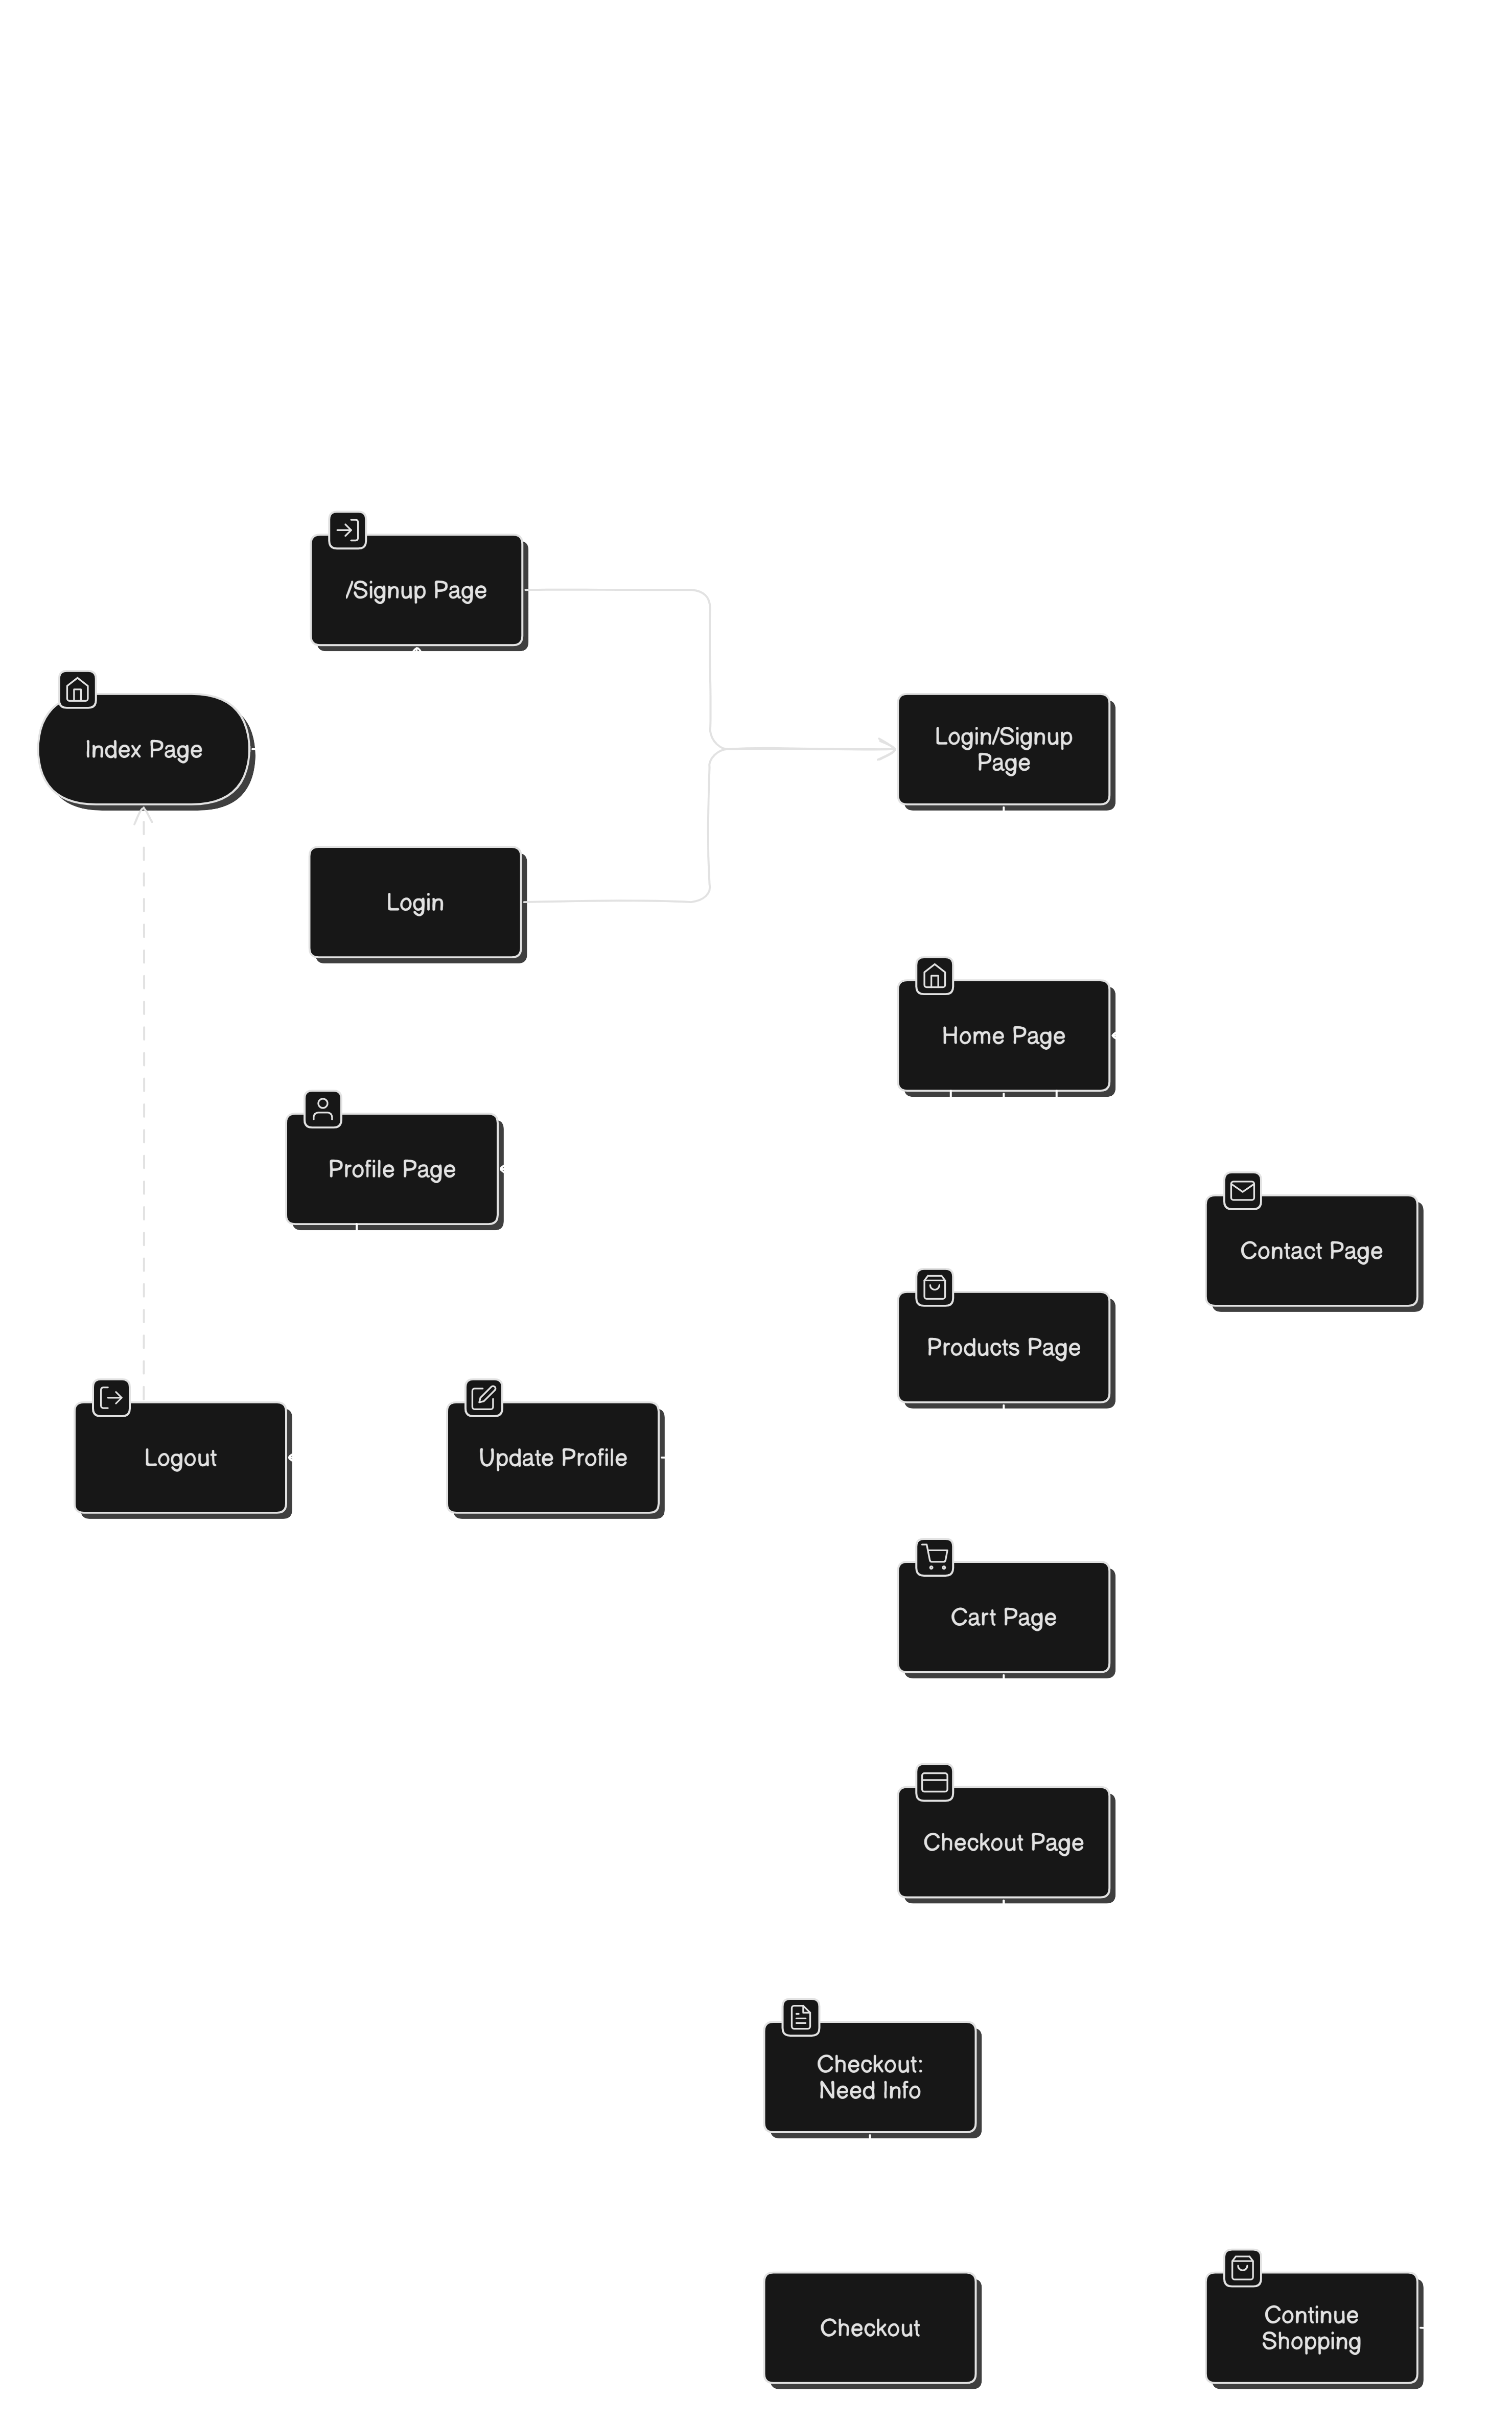 /Signup Page
Index Page
Login/Signup
Page
Login
Home Page
Profile Page
Contact Page
Products Page
Logout
Update Profile
Cart Page
Checkout Page
Checkout:
Need Info
Checkout
Continue
Shopping